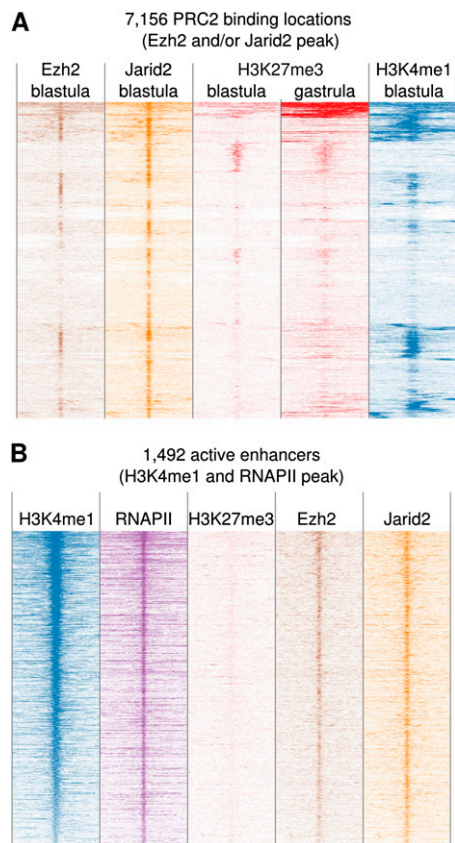 A
7,156 PRC2 binding locations
(Ezh2 and/or Jarid2 peak)
Ezh2 Jarid2 H3K27me3 H3K4me1
blastula blastula blastula gastrula blastula
B
1,492 active enhancers
(H3K4me1 and RNAPII peak)
H3K4me1 RNAPII H3K27me3 Ezh2 Jarid2